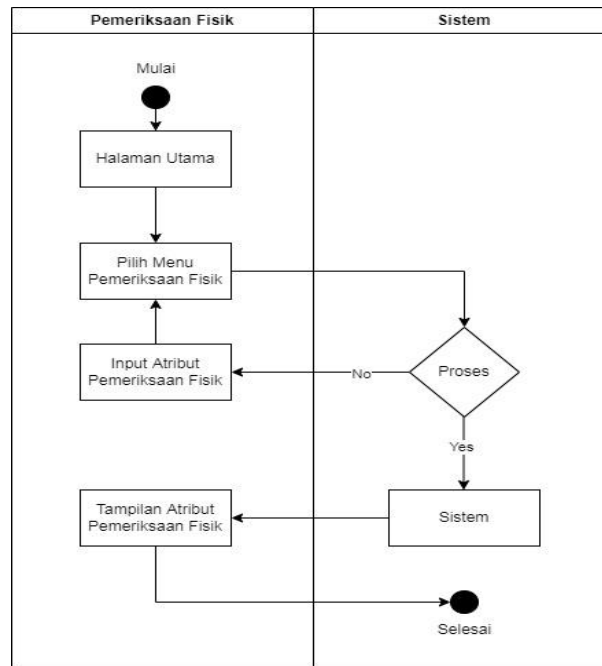 Pemeriksaan Fisik
Sistem
Mulai
Halaman Utama
Pilih Menu
Pemeriksaan Fisik
Input Atribut
Pemeriksaan Fisik
No
Proses
Yes
Tampilan Atribut
Pemeriksaan Fisik
Sistem
Selesai